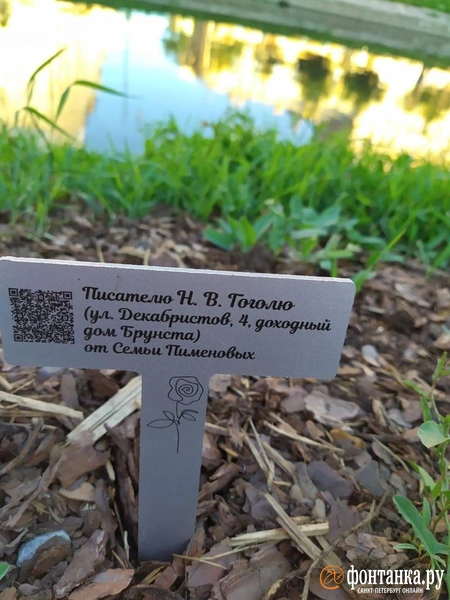 Писателю Н. В. Гоголю
(ул. Декабристов, 4, доходный
дом Брунста)
от Семьи Пименовых
фонтанка.ру
САНКТ-ПЕТЕРБУРГ ОНЛАЙН